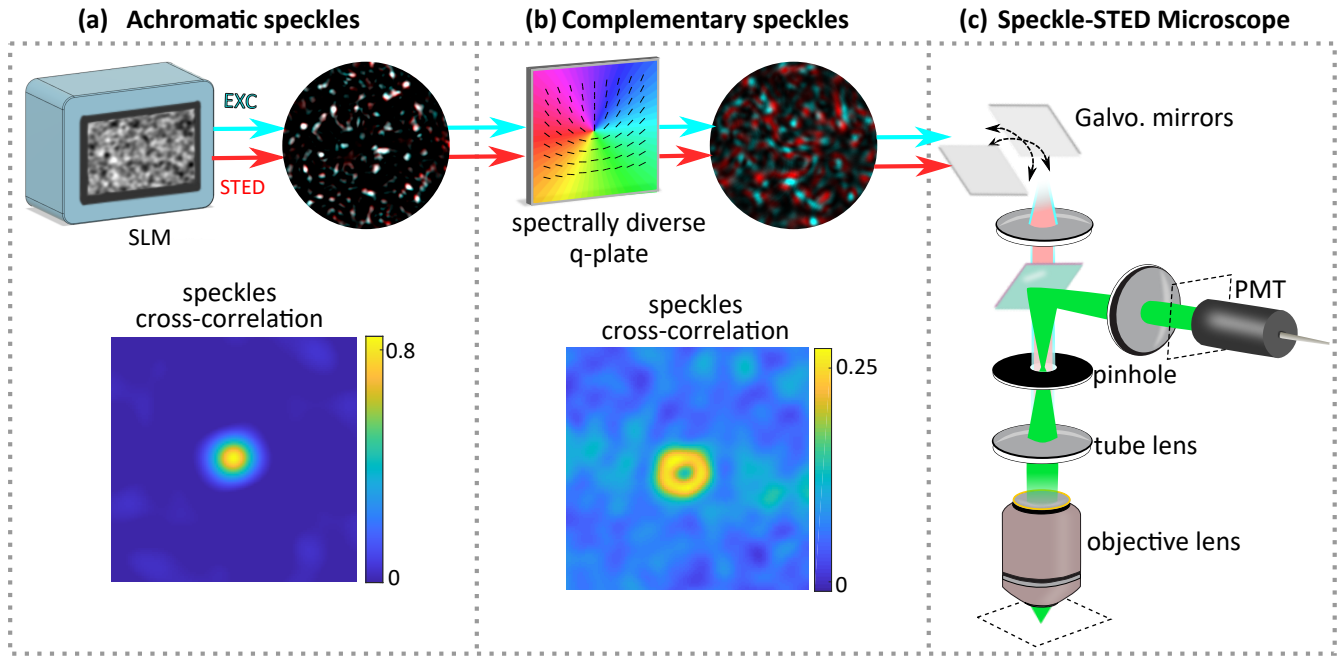 (a) Achromatic speckles
EXC
STED
SLM
speckles
cross-correlation
0.8
0
(b) Complementary speckles
spectrally diverse
q-plate
speckles
cross-correlation
0.25
0
(c) Speckle-STED Microscope
Galvo. mirrors
PMT
pinhole
tube lens
objective lens